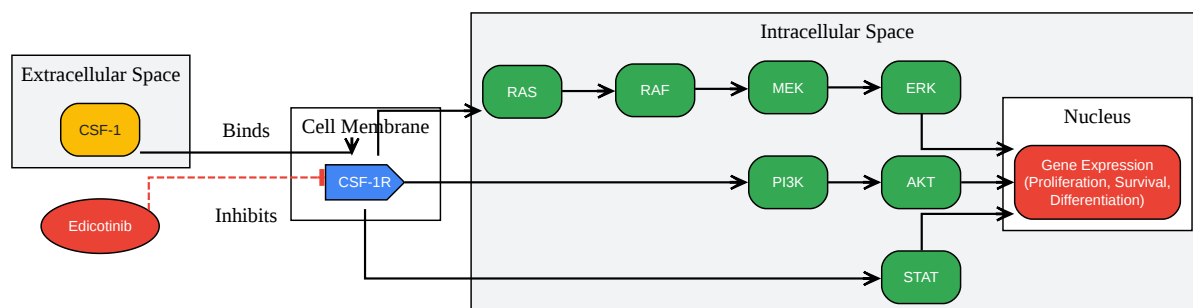 Intracellular Space
Extracellular Space
CSF-1
Binds
Cell Membrane
CSF-1R
Inhibits
Edicotinib
RAS
RAF
MEK
ERK
PI3K
AKT
STAT
Nucleus
Gene Expression
(Proliferation, Survival,
Differentiation)